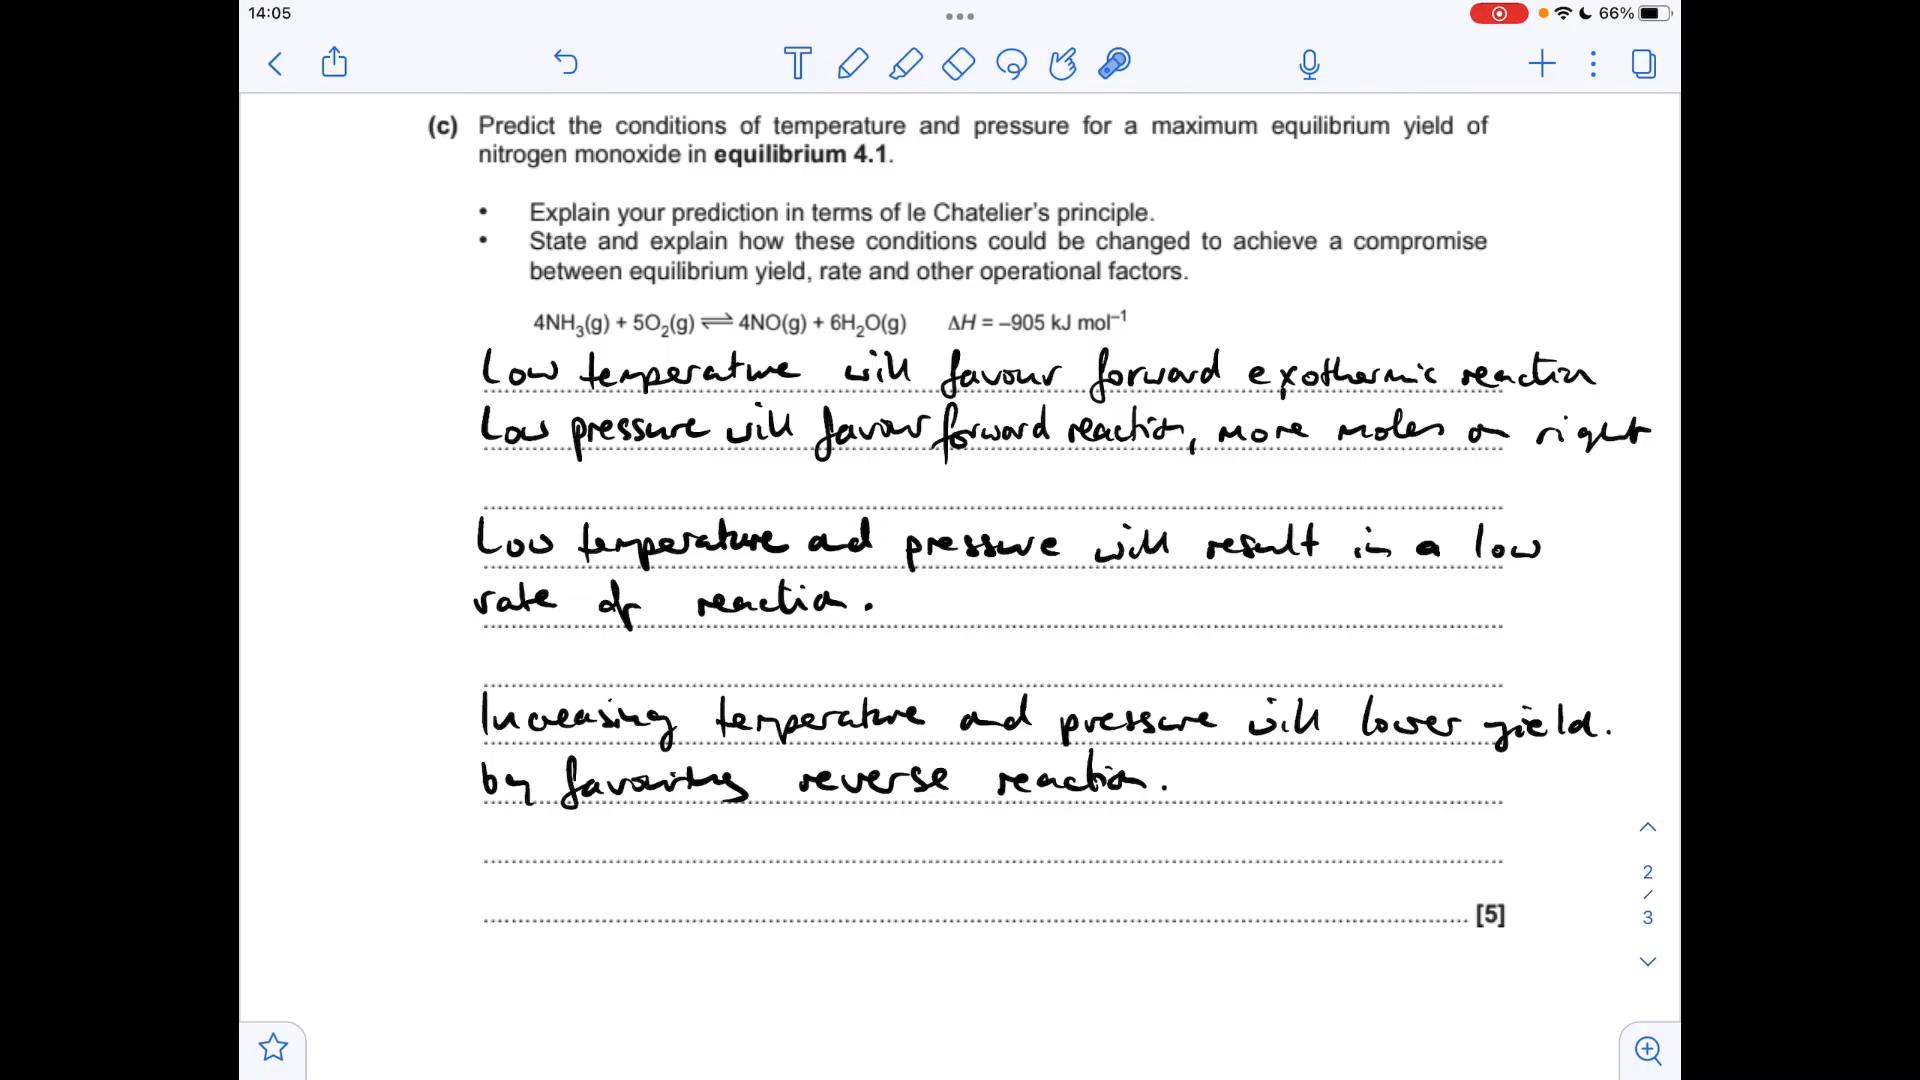 14:05
66%
(c) Predict the conditions of temperature and pressure for a maximum equilibrium yield of
nitrogen monoxide in equilibrium 4.1.
• Explain your prediction in terms of le Chatelier's principle.
• State and explain how these conditions could be changed to achieve a compromise
between equilibrium yield, rate and other operational factors.
4NH₃(g) + 5O₂(g) ⇌ 4NO(g) + 6H₂O(g) ΔH = –905 kJ mol⁻¹
Low temperature will favour forward exothermic reaction
Low pressure will favour forward reaction, more moles on right
Low temperature and pressure will result in a low
rate of reaction.
Increasing temperature and pressure will lower yield.
by favouring reverse reaction.
[5]
2
/
3